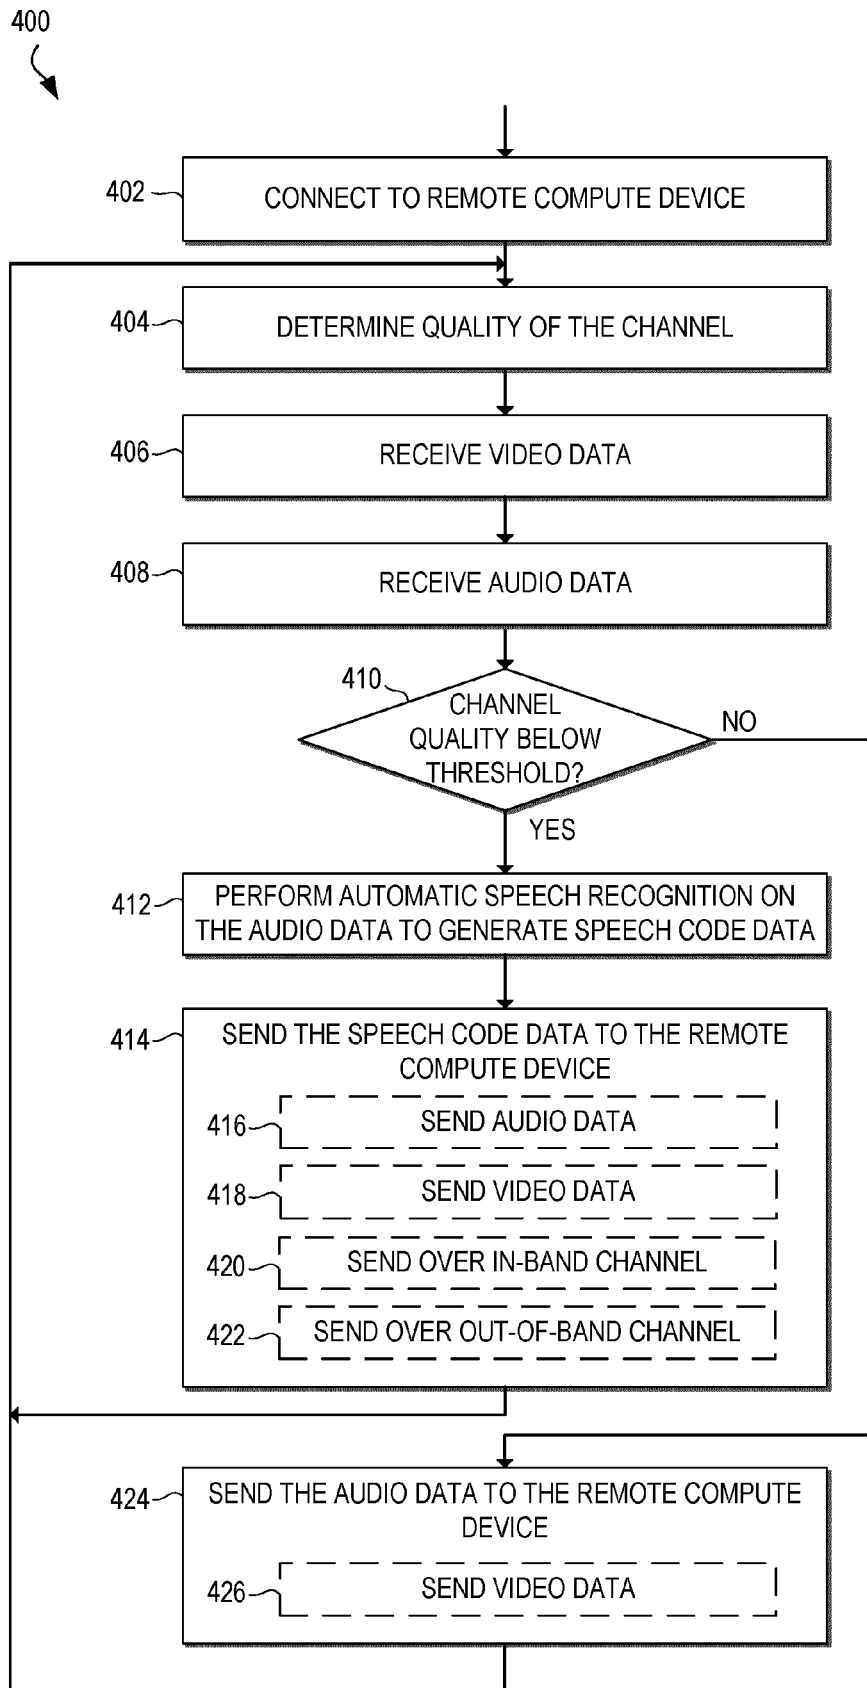 400
402
CONNECT TO REMOTE COMPUTE DEVICE
404
DETERMINE QUALITY OF THE CHANNEL
406
RECEIVE VIDEO DATA
408
RECEIVE AUDIO DATA
410
CHANNEL
QUALITY BELOW
THRESHOLD?
NO
YES
412
PERFORM AUTOMATIC SPEECH RECOGNITION ON
THE AUDIO DATA TO GENERATE SPEECH CODE DATA
414
SEND THE SPEECH CODE DATA TO THE REMOTE
COMPUTE DEVICE
416
SEND AUDIO DATA
418
SEND VIDEO DATA
420
SEND OVER IN-BAND CHANNEL
422
SEND OVER OUT-OF-BAND CHANNEL
424
SEND THE AUDIO DATA TO THE REMOTE COMPUTE
DEVICE
426
SEND VIDEO DATA